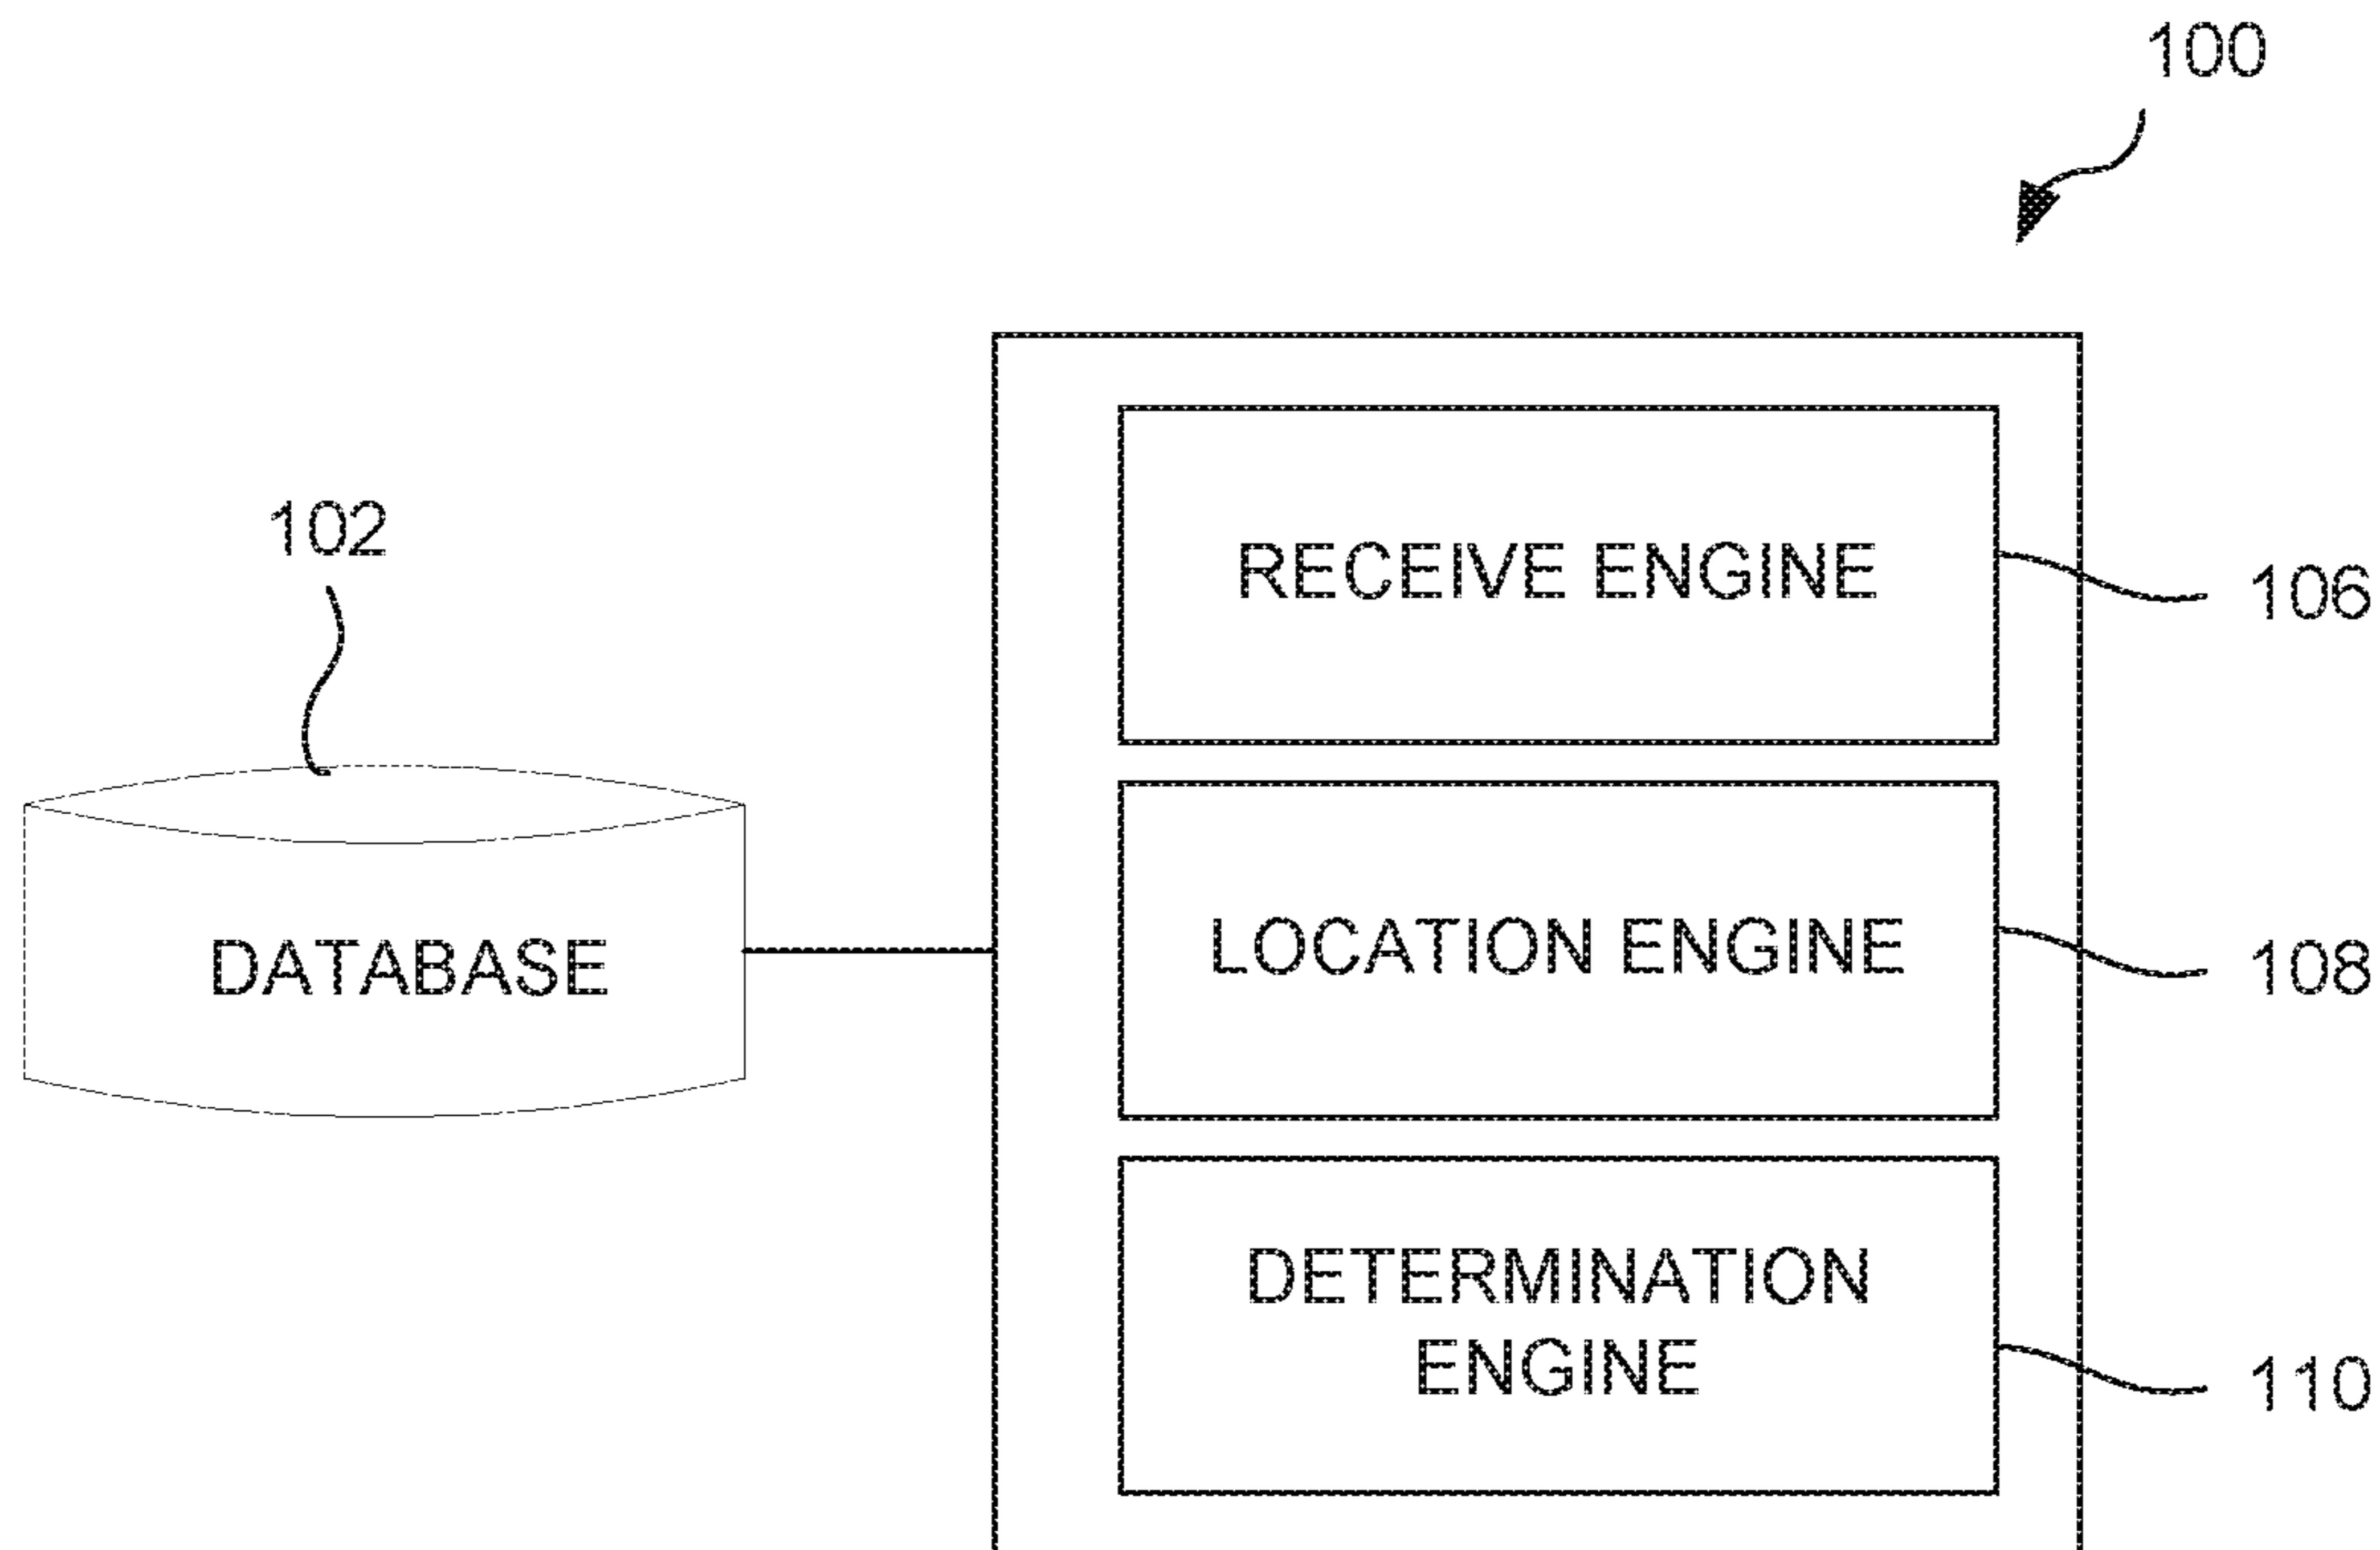 100
102
RECEIVE ENGINE
106
DATABASE
LOCATION ENGINE
108
DETERMINATION
ENGINE
110